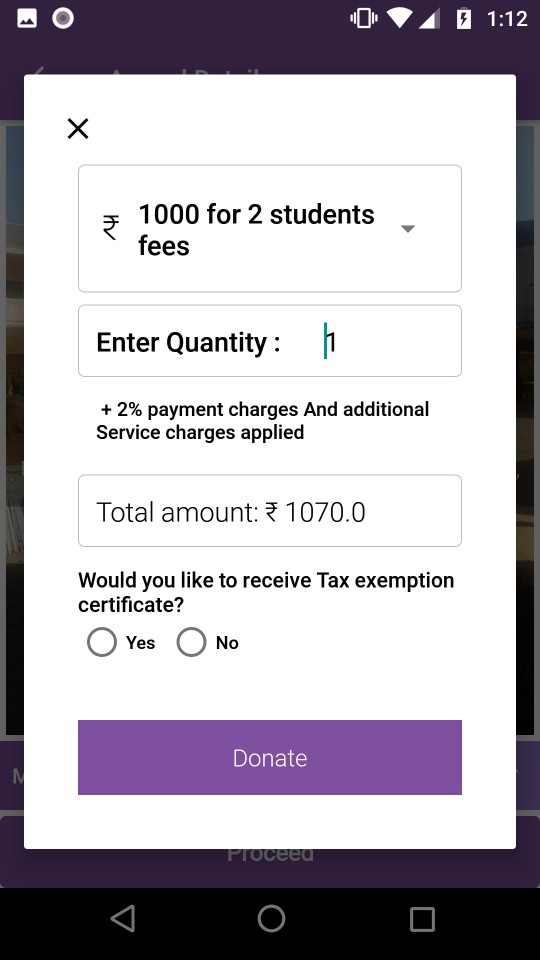 1:12
₹ 1000 for 2 students
fees
Enter Quantity : 1
+ 2% payment charges And additional
Service charges applied
Total amount: ₹ 1070.0
Would you like to receive Tax exemption
certificate?
Yes No
Donate
Proceed